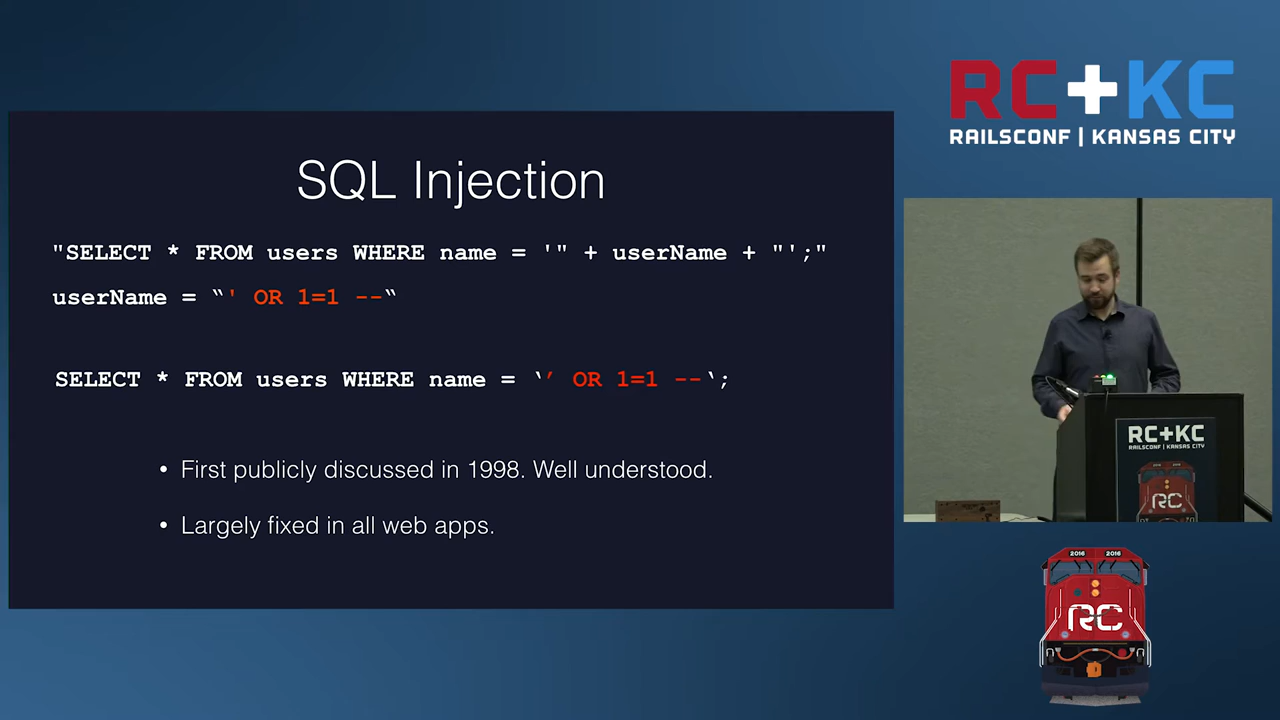 RC+KC
RAILSCONF | KANSAS CITY
SQL Injection
"SELECT * FROM users WHERE name = '" + userName + "';"
userName = “' OR 1=1 --“
SELECT * FROM users WHERE name = ‘’ OR 1=1 --‘;
• First publicly discussed in 1998. Well understood.
• Largely fixed in all web apps.
RC+KC
RAILSCONF | KANSAS CITY
RC
2016 2016
RC